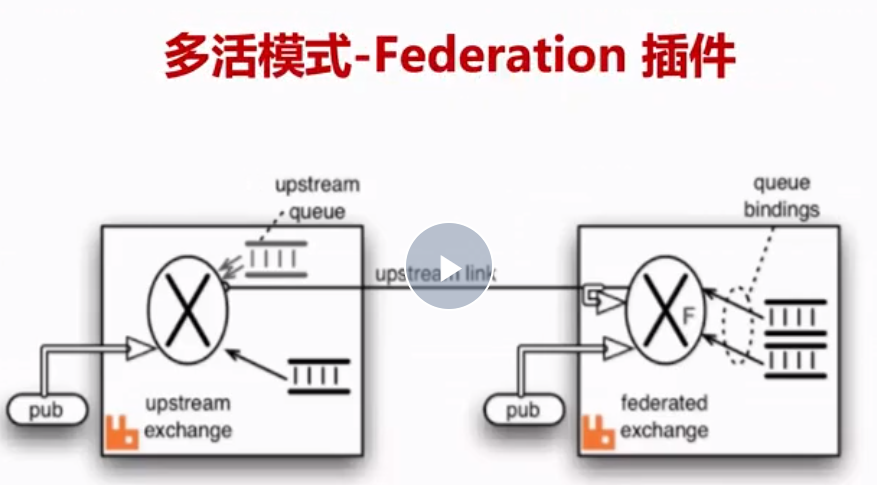 多活模式-Federation 插件
upstream
queue
queue
bindings
upstream link
F
pub
upstream
exchange
pub
federated
exchange